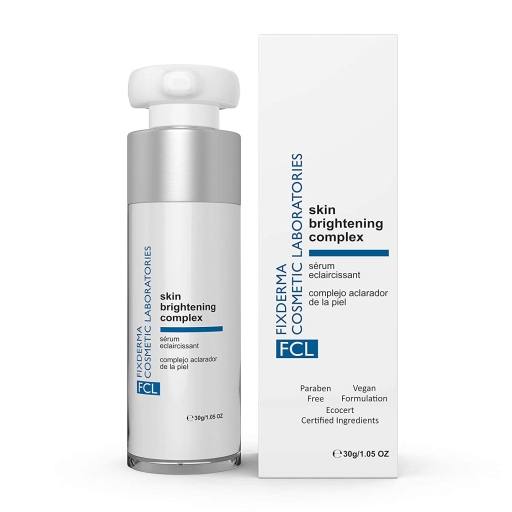 FIXDERMA
COSMETIC LABORATORIES
FCL
skin
brightening
complex
sérum
eclaircissant
complejo aclarador
de la piel
℮30g/1.05 OZ
FIXDERMA
COSMETIC LABORATORIES
FCL
skin
brightening
complex
sérum
eclaircissant
complejo aclarador
de la piel
Paraben Vegan
Free Formulation
Ecocert
Certified Ingredients
℮30g/1.05 OZ